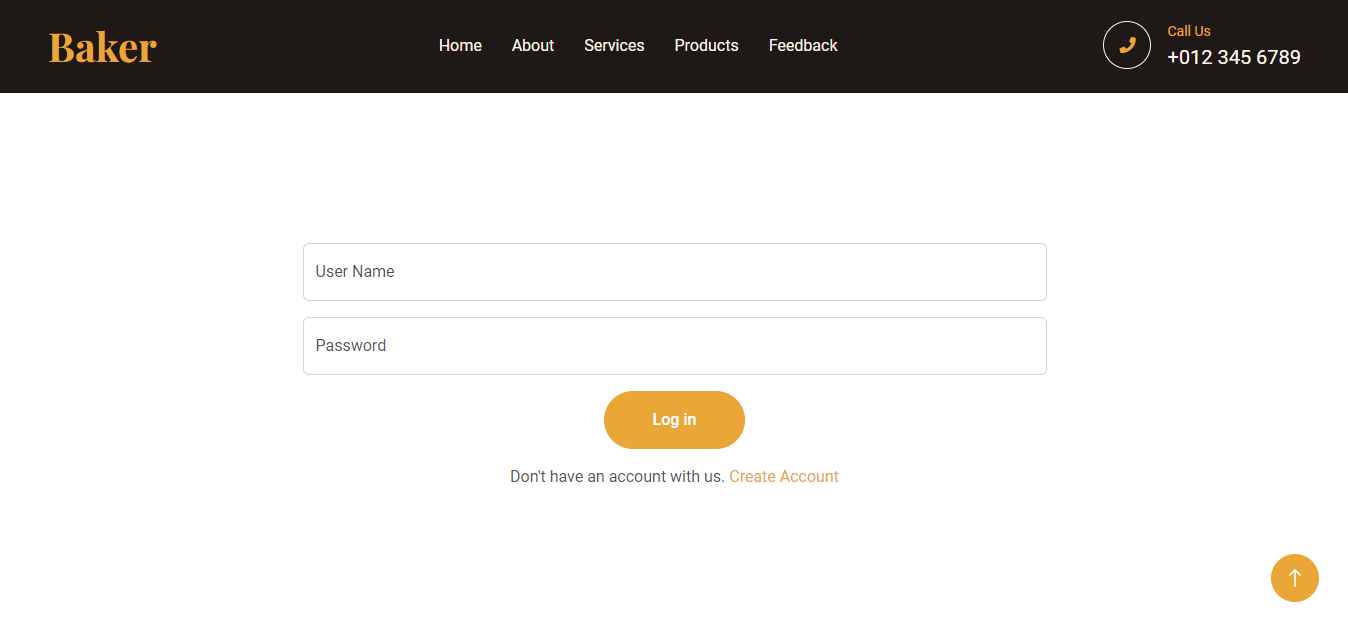 Baker
Home About Services Products Feedback
Call Us
+012 345 6789
User Name
Password
Log in
Don't have an account with us. Create Account